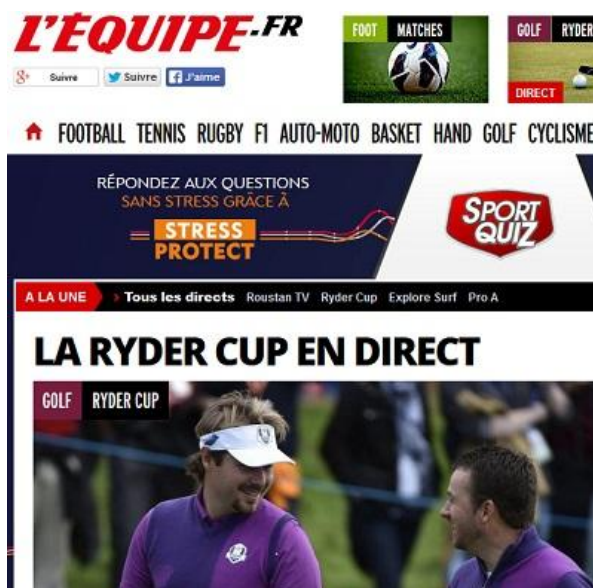 L'ÉQUIPE.FR
FOOT MATCHES
GOLF RYDER
8+ Suivre Suivre f J'aime
DIRECT
FOOTBALL TENNIS RUGBY F1 AUTO-MOTO BASKET HAND GOLF CYCLISME
RÉPONDEZ AUX QUESTIONS
SANS STRESS GRÂCE À
STRESS
PROTECT
SPORT
QUIZ
A LA UNE › Tous les directs Roustan TV Ryder Cup Explore Surf Pro A
LA RYDER CUP EN DIRECT
GOLF RYDER CUP